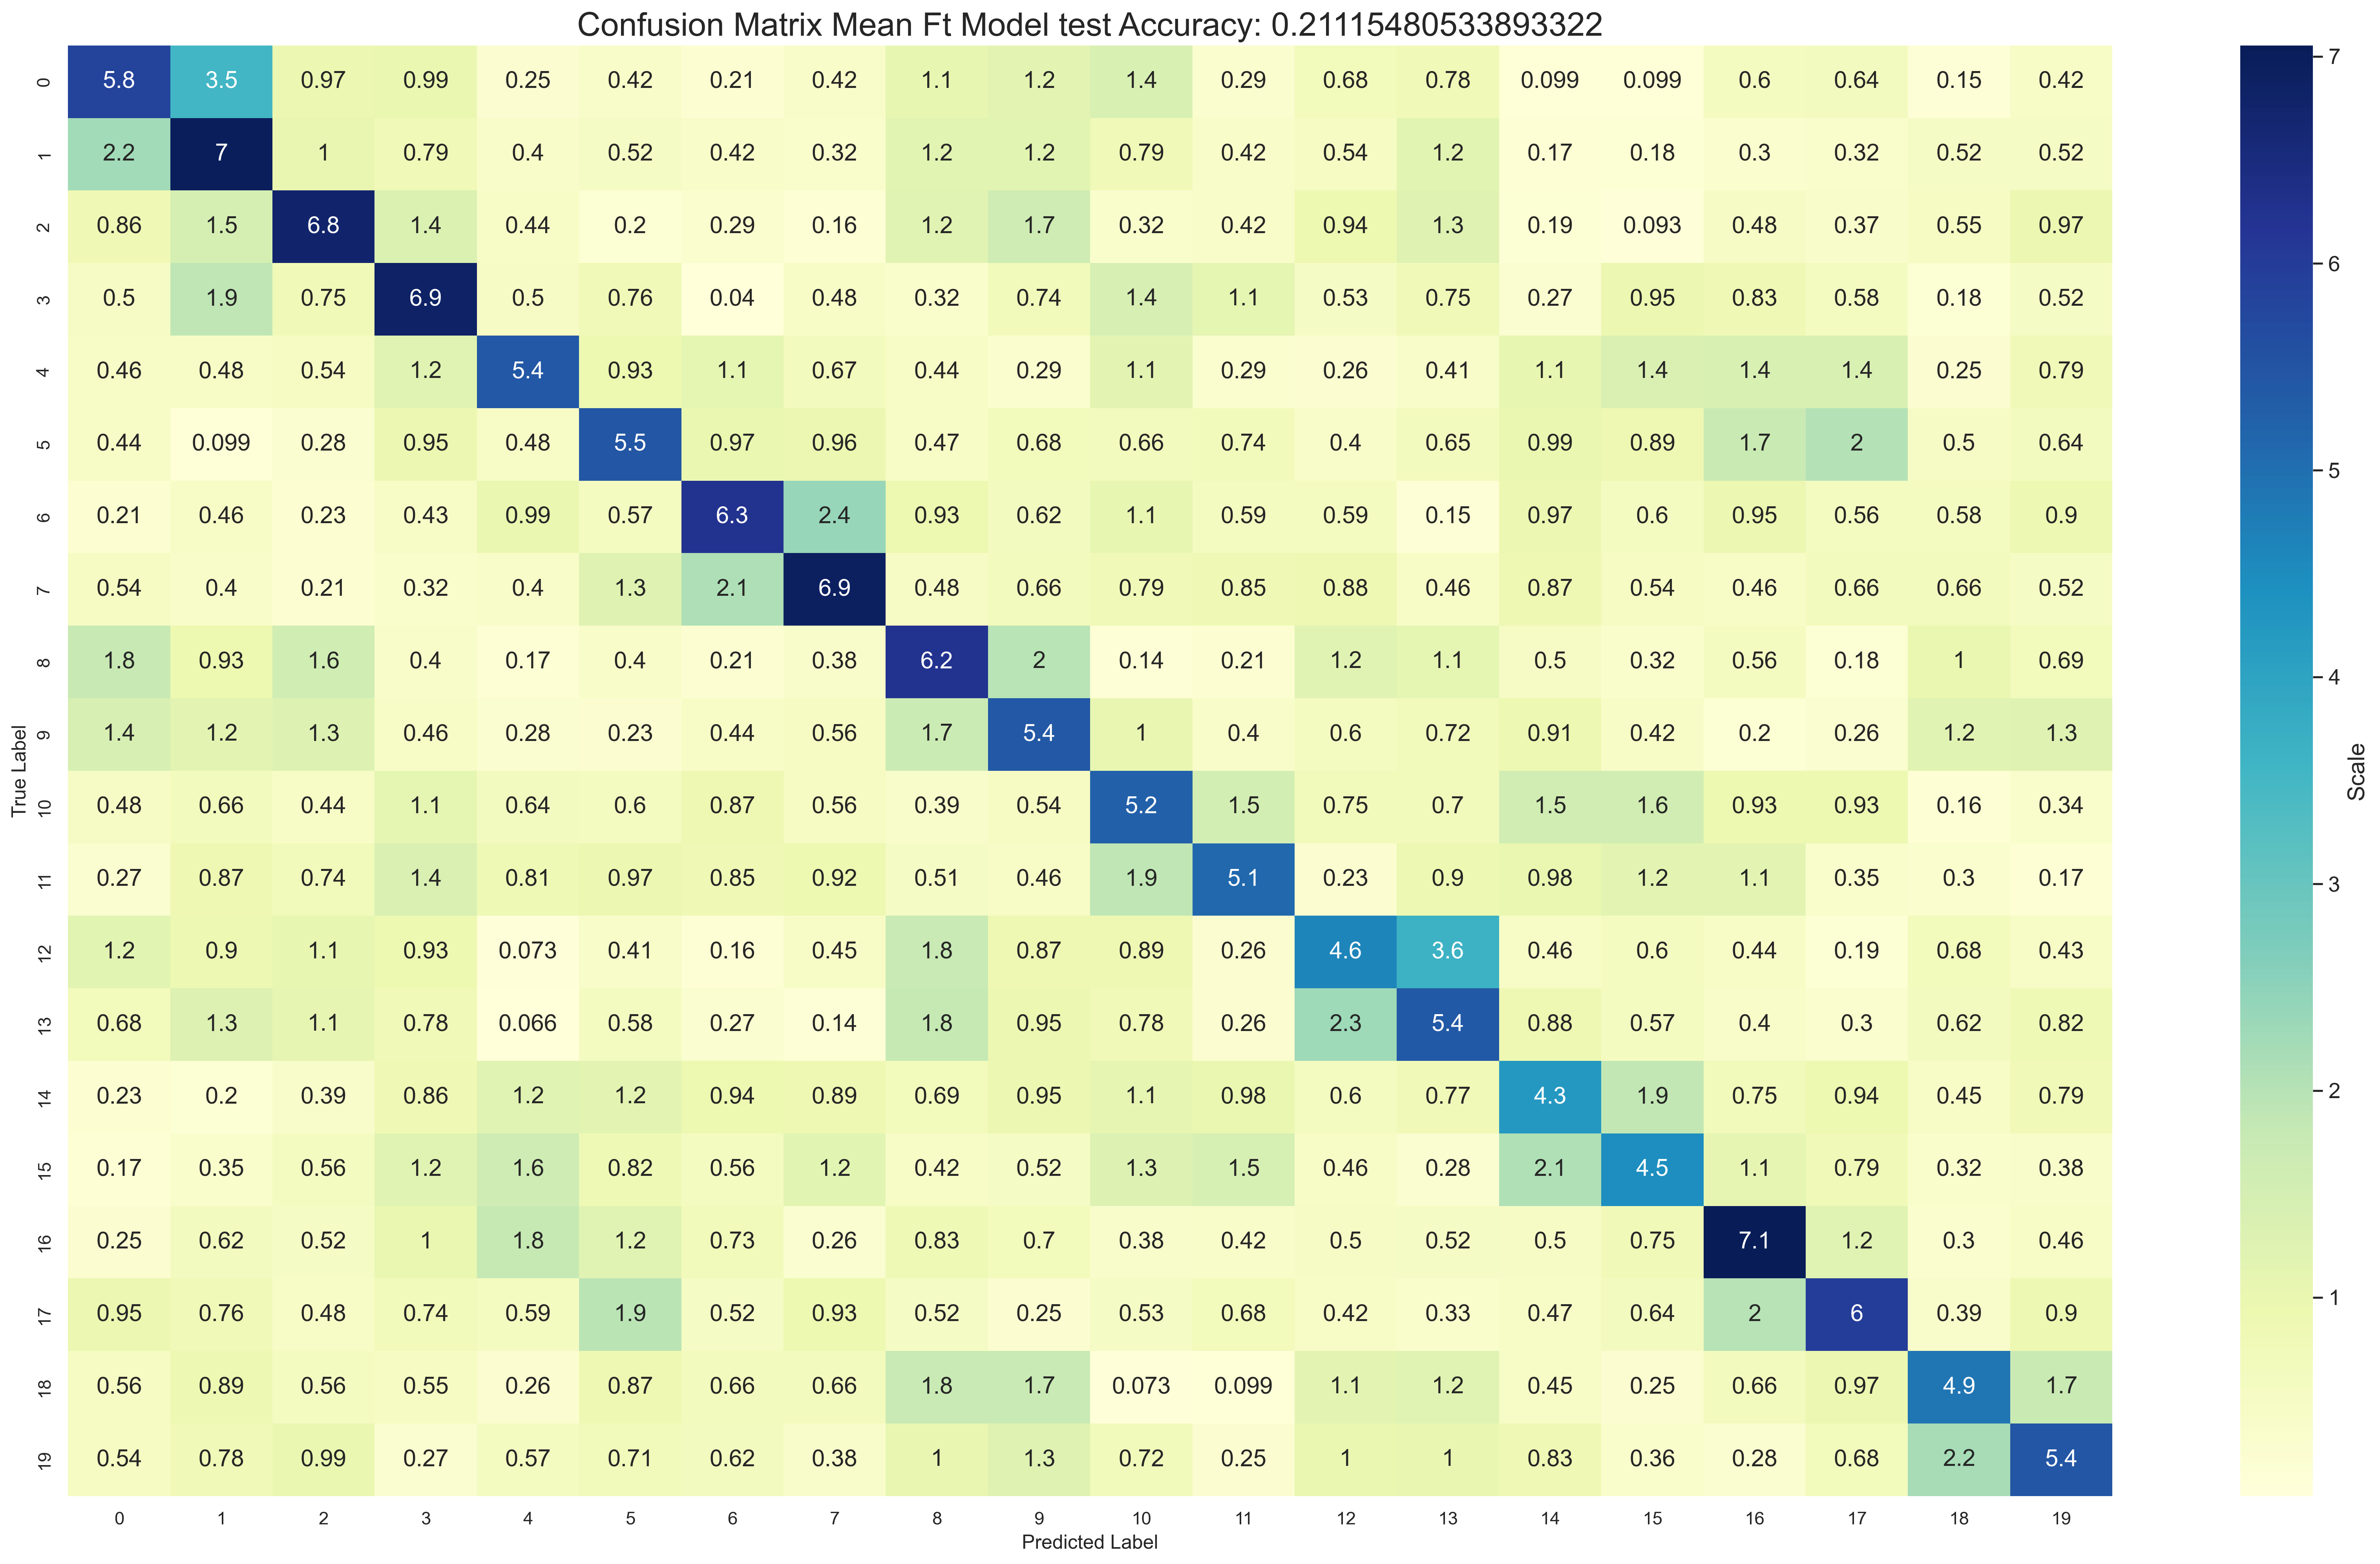 Confusion Matrix Mean Ft Model test Accuracy: 0.21115480533893322
True Label
0 5.8 3.5 0.97 0.99 0.25 0.42 0.21 0.42 1.1 1.2 1.4 0.29 0.68 0.78 0.099 0.099 0.6 0.64 0.15 0.42
1 2.2 7 1 0.79 0.4 0.52 0.42 0.32 1.2 1.2 0.79 0.42 0.54 1.2 0.17 0.18 0.3 0.32 0.52 0.52
2 0.86 1.5 6.8 1.4 0.44 0.2 0.29 0.16 1.2 1.7 0.32 0.42 0.94 1.3 0.19 0.093 0.48 0.37 0.55 0.97
3 0.5 1.9 0.75 6.9 0.5 0.76 0.04 0.48 0.32 0.74 1.4 1.1 0.53 0.75 0.27 0.95 0.83 0.58 0.18 0.52
4 0.46 0.48 0.54 1.2 5.4 0.93 1.1 0.67 0.44 0.29 1.1 0.29 0.26 0.41 1.1 1.4 1.4 1.4 0.25 0.79
5 0.44 0.099 0.28 0.95 0.48 5.5 0.97 0.96 0.47 0.68 0.66 0.74 0.4 0.65 0.99 0.89 1.7 2 0.5 0.64
6 0.21 0.46 0.23 0.43 0.99 0.57 6.3 2.4 0.93 0.62 1.1 0.59 0.59 0.15 0.97 0.6 0.95 0.56 0.58 0.9
7 0.54 0.4 0.21 0.32 0.4 1.3 2.1 6.9 0.48 0.66 0.79 0.85 0.88 0.46 0.87 0.54 0.46 0.66 0.66 0.52
8 1.8 0.93 1.6 0.4 0.17 0.4 0.21 0.38 6.2 2 0.14 0.21 1.2 1.1 0.5 0.32 0.56 0.18 1 0.69
9 1.4 1.2 1.3 0.46 0.28 0.23 0.44 0.56 1.7 5.4 1 0.4 0.6 0.72 0.91 0.42 0.2 0.26 1.2 1.3
10 0.48 0.66 0.44 1.1 0.64 0.6 0.87 0.56 0.39 0.54 5.2 1.5 0.75 0.7 1.5 1.6 0.93 0.93 0.16 0.34
11 0.27 0.87 0.74 1.4 0.81 0.97 0.85 0.92 0.51 0.46 1.9 5.1 0.23 0.9 0.98 1.2 1.1 0.35 0.3 0.17
12 1.2 0.9 1.1 0.93 0.073 0.41 0.16 0.45 1.8 0.87 0.89 0.26 4.6 3.6 0.46 0.6 0.44 0.19 0.68 0.43
13 0.68 1.3 1.1 0.78 0.066 0.58 0.27 0.14 1.8 0.95 0.78 0.26 2.3 5.4 0.88 0.57 0.4 0.3 0.62 0.82
14 0.23 0.2 0.39 0.86 1.2 1.2 0.94 0.89 0.69 0.95 1.1 0.98 0.6 0.77 4.3 1.9 0.75 0.94 0.45 0.79
15 0.17 0.35 0.56 1.2 1.6 0.82 0.56 1.2 0.42 0.52 1.3 1.5 0.46 0.28 2.1 4.5 1.1 0.79 0.32 0.38
16 0.25 0.62 0.52 1 1.8 1.2 0.73 0.26 0.83 0.7 0.38 0.42 0.5 0.52 0.5 0.75 7.1 1.2 0.3 0.46
17 0.95 0.76 0.48 0.74 0.59 1.9 0.52 0.93 0.52 0.25 0.53 0.68 0.42 0.33 0.47 0.64 2 6 0.39 0.9
18 0.56 0.89 0.56 0.55 0.26 0.87 0.66 0.66 1.8 1.7 0.073 0.099 1.1 1.2 0.45 0.25 0.66 0.97 4.9 1.7
19 0.54 0.78 0.99 0.27 0.57 0.71 0.62 0.38 1 1.3 0.72 0.25 1 1 0.83 0.36 0.28 0.68 2.2 5.4
0 1 2 3 4 5 6 7 8 9 10 11 12 13 14 15 16 17 18 19
Predicted Label
7
6
5
4
3
2
1
Scale